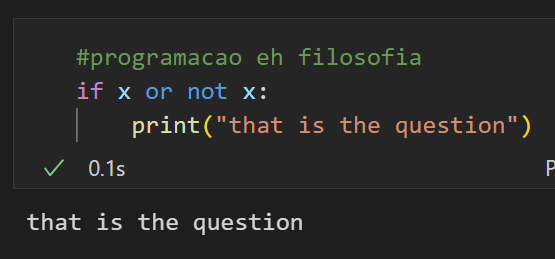 #programacao eh filosofia
if x or not x:
print("that is the question")
0.1s
P
that is the question